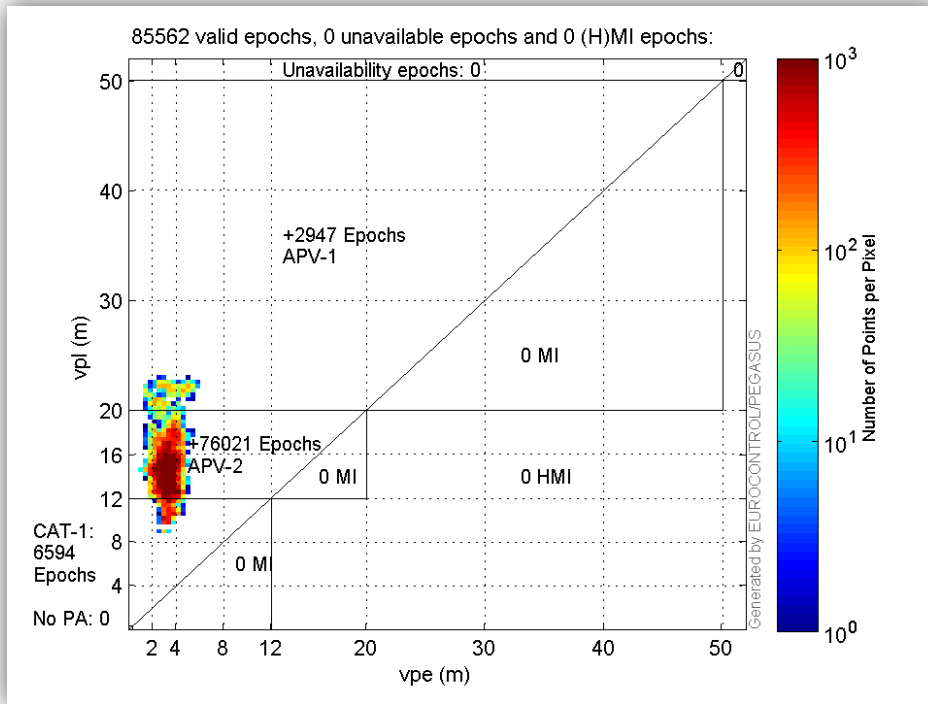 85562 valid epochs, 0 unavailable epochs and 0 (H)MI epochs:
Unavailability epochs: 0
0
50
40
30
20
16
12
8
4
vpl (m)
+2947 Epochs
APV-1
0 MI
+76021 Epochs
APV-2
0 MI
0 HMI
0 MI
CAT-1:
6594
Epochs
No PA: 0
2 4 8 12 20 30 40 50
vpe (m)
Generated by EUROCONTROL/PEGASUS
10³
10²
10¹
10⁰
Number of Points per Pixel